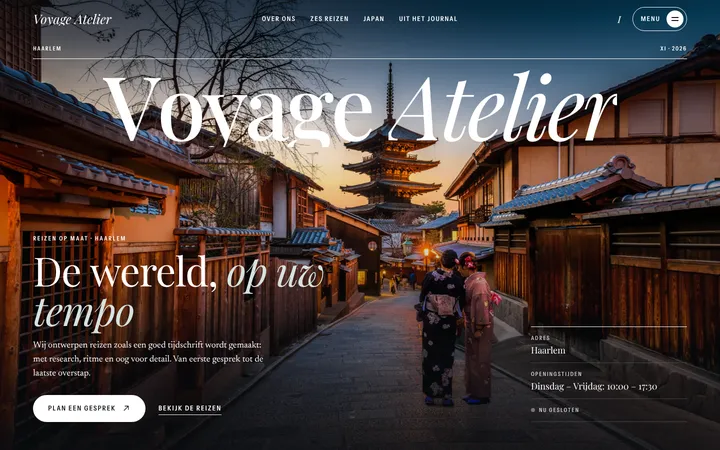 Voyage Atelier
OVER ONS ZES REIZEN JAPAN UIT HET JOURNAL
/ MENU
HAARLEM
XI - 2026
Voyage Atelier
REIZEN OP MAAT · HAARLEM
De wereld, op uw
tempo
Wij ontwerpen reizen zoals een goed tijdschrift wordt gemaakt:
met research, ritme en oog voor detail. Van eerste gesprek tot de
laatste overstap.
PLAN EEN GESPREK ↗
BEKIJK DE REIZEN
ADRES
Haarlem
OPENINGSTIJDEN
Dinsdag – Vrijdag: 10:00 – 17:30
NU GESLOTEN